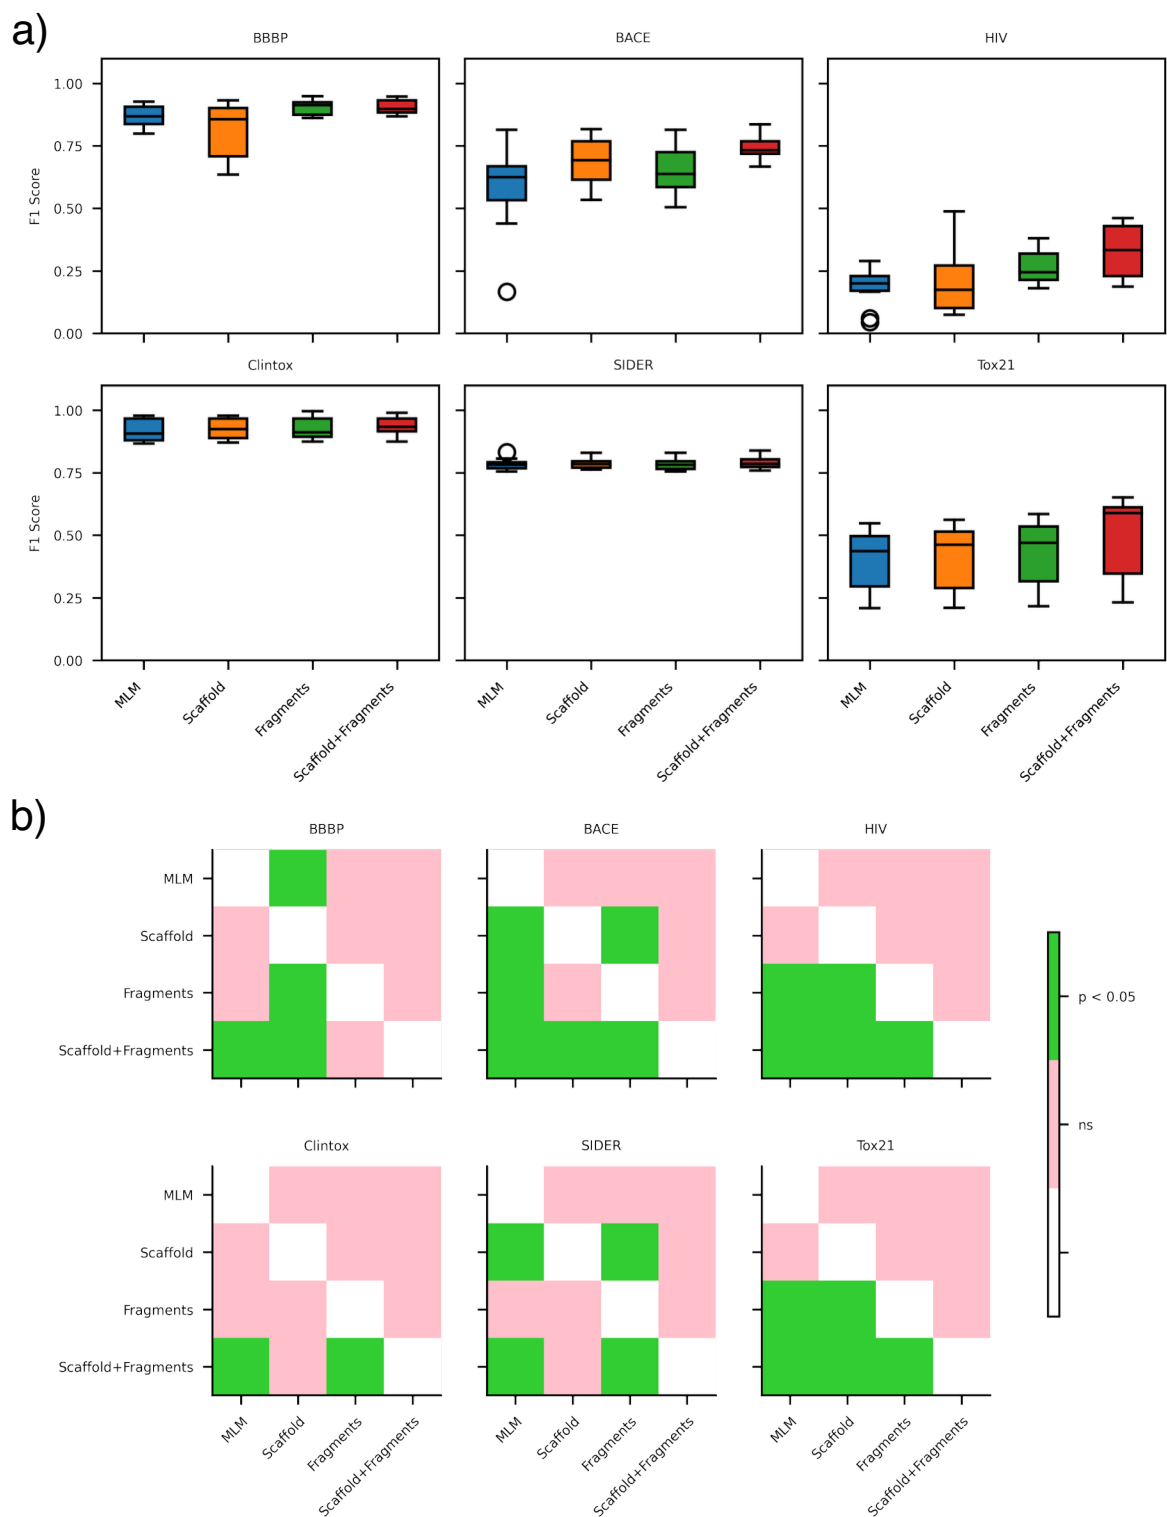 a)
BBBP BACE HIV
F1 Score
1.00
0.75
0.50
0.25
0.00
Clintox SIDER Tox21
F1 Score
1.00
0.75
0.50
0.25
0.00
MLM Scaffold Fragments Scaffold+Fragments MLM Scaffold Fragments Scaffold+Fragments MLM Scaffold Fragments Scaffold+Fragments
b)
BBBP BACE HIV
MLM
Scaffold
Fragments
Scaffold+Fragments
p < 0.05
ns
Clintox SIDER Tox21
MLM
Scaffold
Fragments
Scaffold+Fragments
MLM Scaffold Fragments Scaffold+Fragments MLM Scaffold Fragments Scaffold+Fragments MLM Scaffold Fragments Scaffold+Fragments